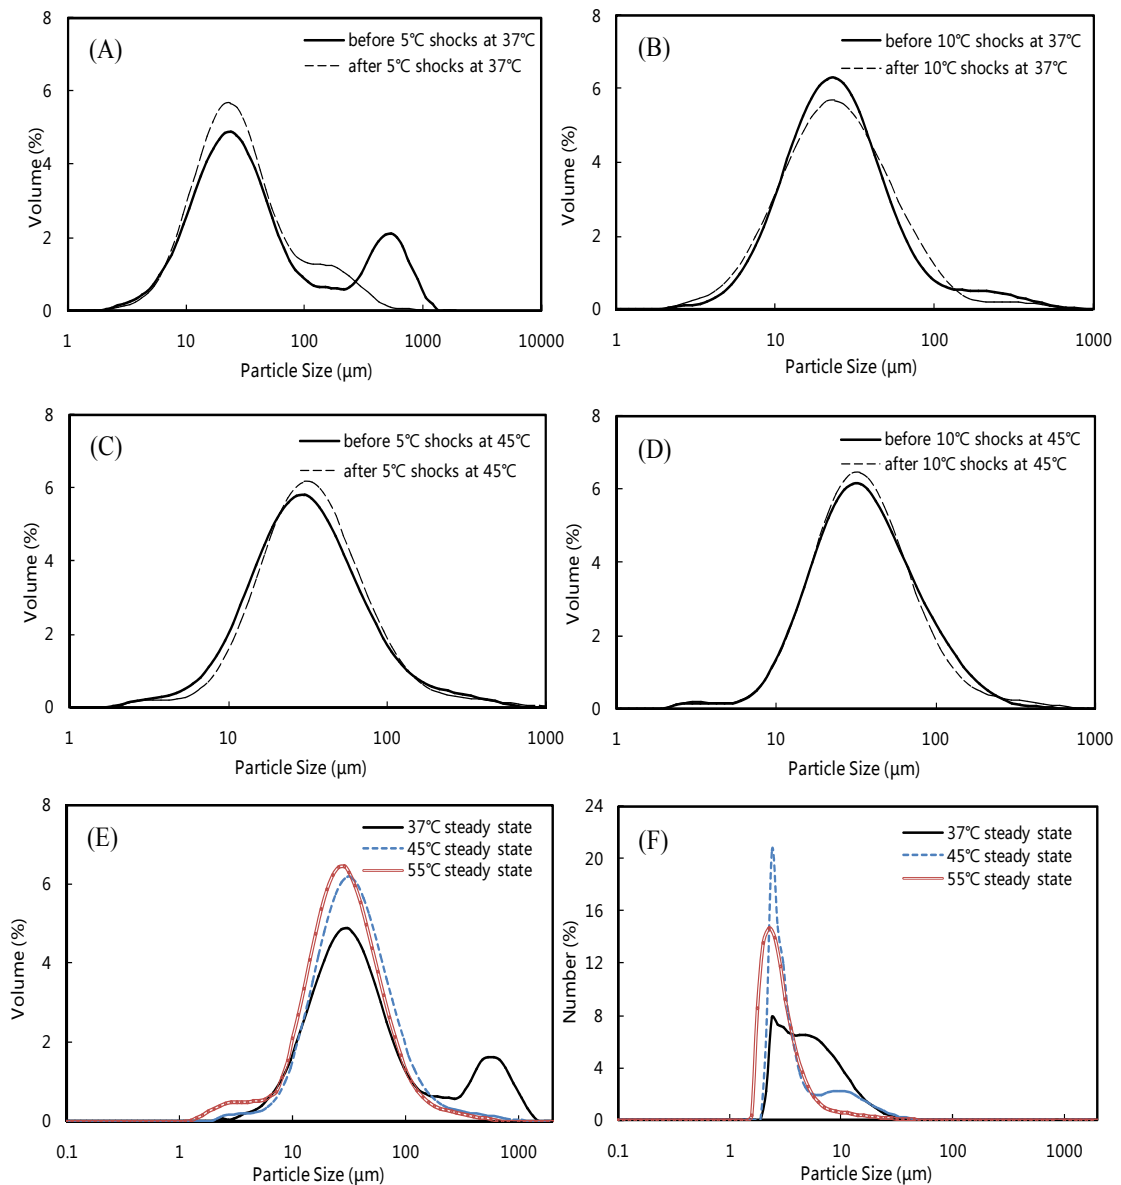 (A)
before 5℃ shocks at 37℃
after 5℃ shocks at 37℃
Volume (%)
8
6
4
2
0
1 10 100 1000 10000
Particle Size (µm)
(B)
before 10℃ shocks at 37℃
after 10℃ shocks at 37℃
Volume (%)
8
6
4
2
0
1 10 100 1000
Particle Size (µm)
(C)
before 5℃ shocks at 45℃
after 5℃ shocks at 45℃
Volume (%)
8
6
4
2
0
1 10 100 1000
Particle Size (µm)
(D)
before 10℃ shocks at 45℃
after 10℃ shocks at 45℃
Volume (%)
8
6
4
2
0
1 10 100 1000
Particle Size (µm)
(E)
37℃ steady state
45℃ steady state
55℃ steady state
Volume (%)
8
6
4
2
0
0.1 1 10 100 1000
Particle Size (µm)
(F)
37℃ steady state
45℃ steady state
55℃ steady state
Number (%)
24
20
16
12
8
4
0
0.1 1 10 100 1000
Particle Size (µm)